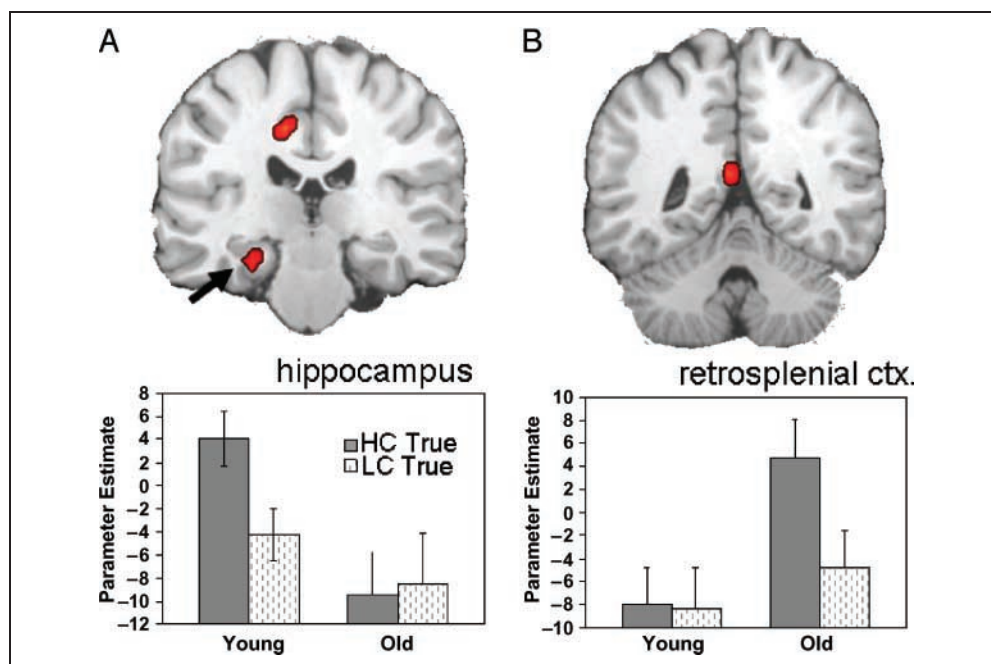 A
B
hippocampus
8
6
4
2
0
−2
−4
−6
−8
−10
−12
Parameter Estimate
HC True
LC True
Young
Old
retrosplenial ctx.
10
8
6
4
2
0
−2
−4
−6
−8
−10
Parameter Estimate
Young
Old